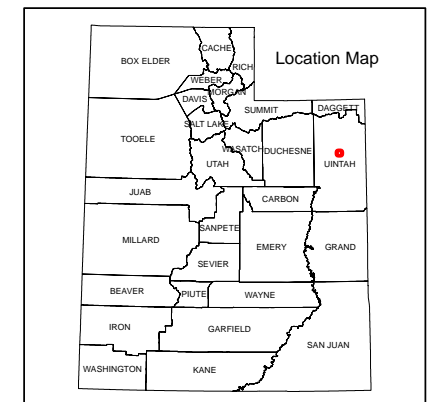 Location Map
CACHE
BOX ELDER
RICH
WEBER
MORGAN
DAVIS
SUMMIT
DAGGETT
SALT LAKE
TOOELE
WASATCH
DUCHESNE
UTAH
UINTAH
JUAB
CARBON
SANPETE
MILLARD
EMERY
GRAND
SEVIER
BEAVER
PIUTE
WAYNE
IRON
GARFIELD
SAN JUAN
WASHINGTON
KANE